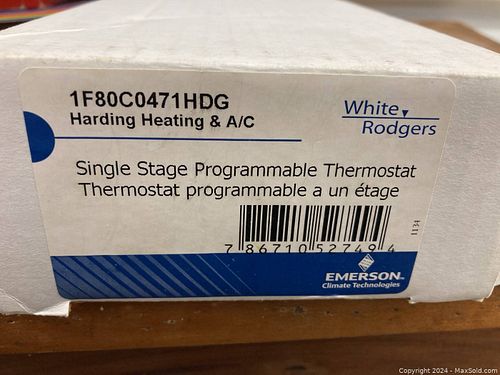 1F80C0471HDG
Harding Heating & A/C
White
Rodgers
Single Stage Programmable Thermostat
Thermostat programmable a un étage
7 86710 52749 4
1134
EMERSON
Climate Technologies
Copyright 2024 - MaxSold.com